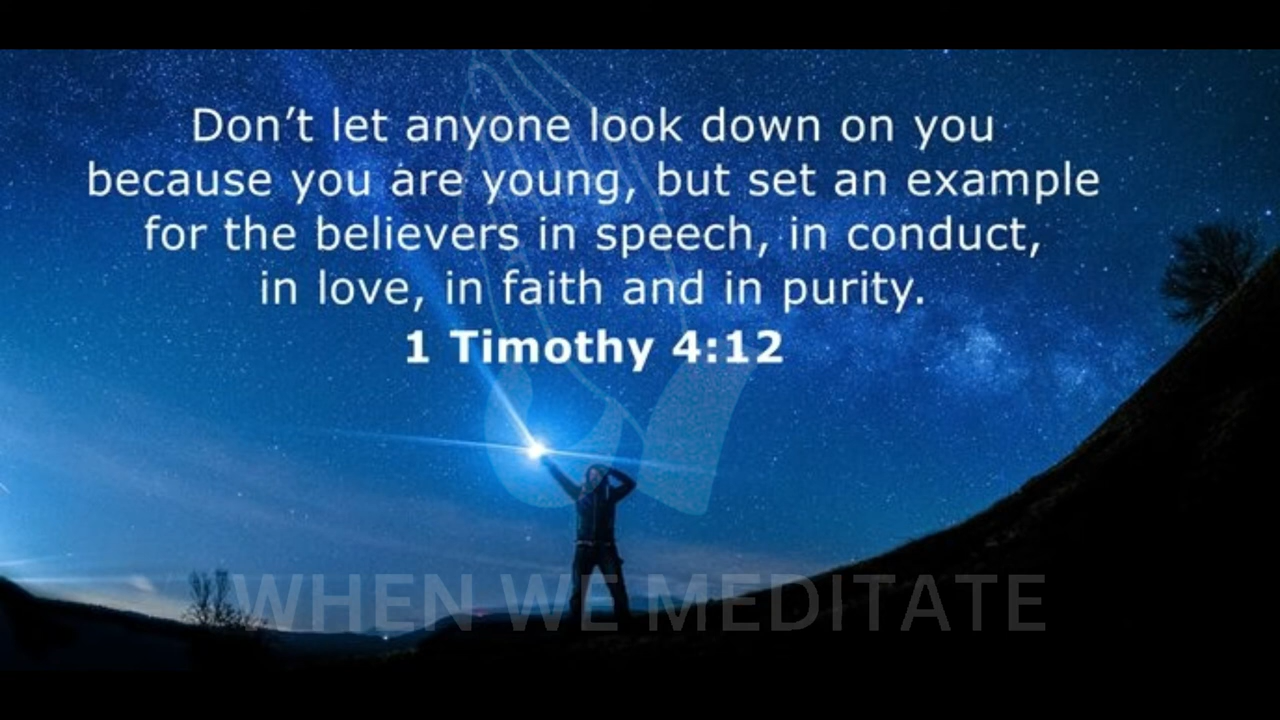 Don’t let anyone look down on you
because you are young, but set an example
for the believers in speech, in conduct,
in love, in faith and in purity.
1 Timothy 4:12
WHEN WE MEDITATE